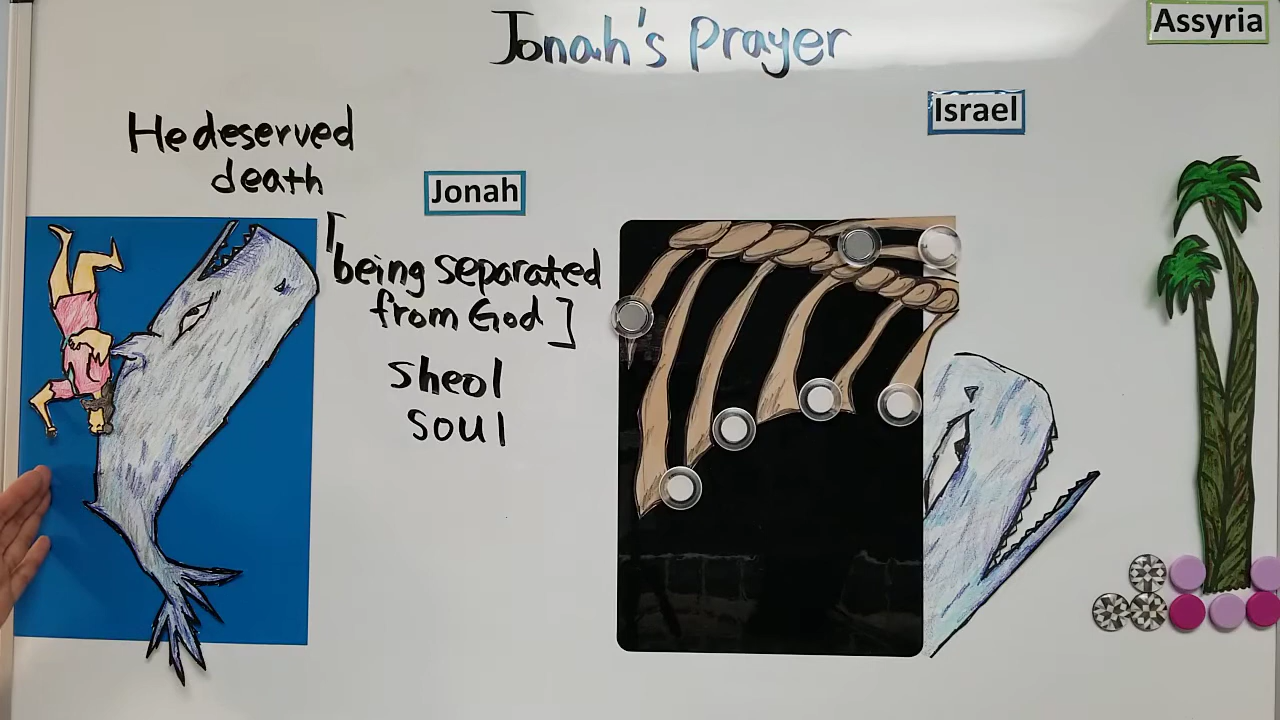 Jonah's Prayer
Assyria
Israel
He deserved
death
Jonah
[being separated
from God]
sheol
soul